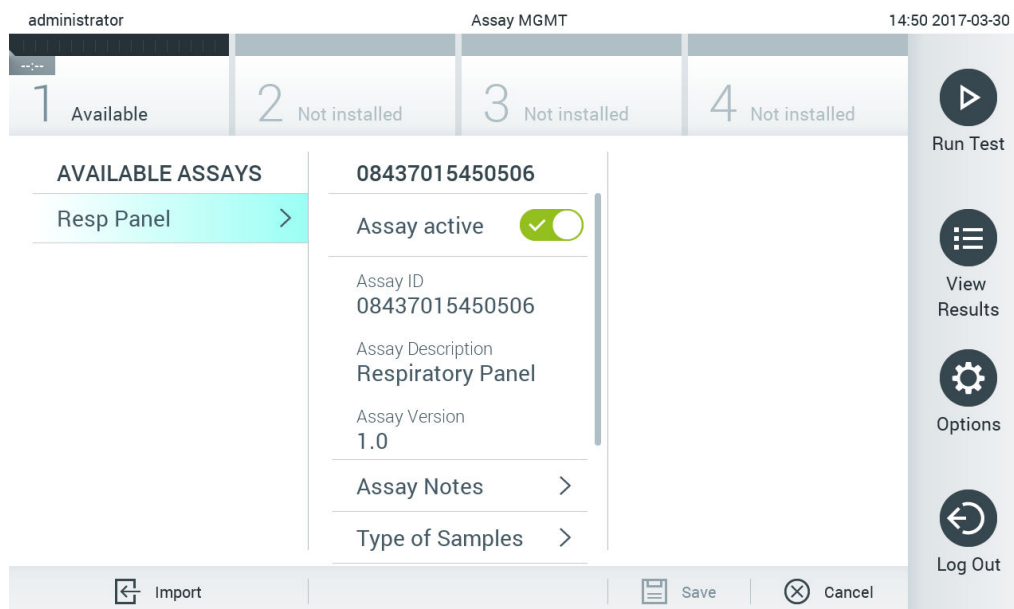 administrator
Assay MGMT
14:50 2017-03-30
--:--
1 Available
2 Not installed
3 Not installed
4 Not installed
Run Test
AVAILABLE ASSAYS
Resp Panel
08437015450506
Assay active
Assay ID
08437015450506
Assay Description
Respiratory Panel
Assay Version
1.0
Assay Notes
Type of Samples
View
Results
Options
Log Out
Import
Save
Cancel